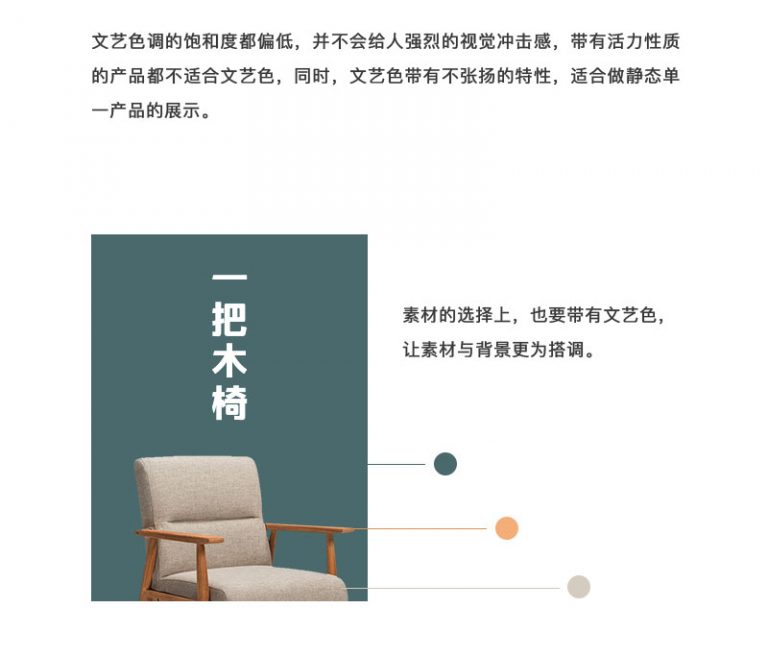 文艺色调的饱和度都偏低，并不会给人强烈的视觉冲击感，带有活力性质
的产品都不适合文艺色，同时，文艺色带有不张扬的特性，适合做静态单
一产品的展示。
一把木椅
素材的选择上，也要带有文艺色，
让素材与背景更为搭调。